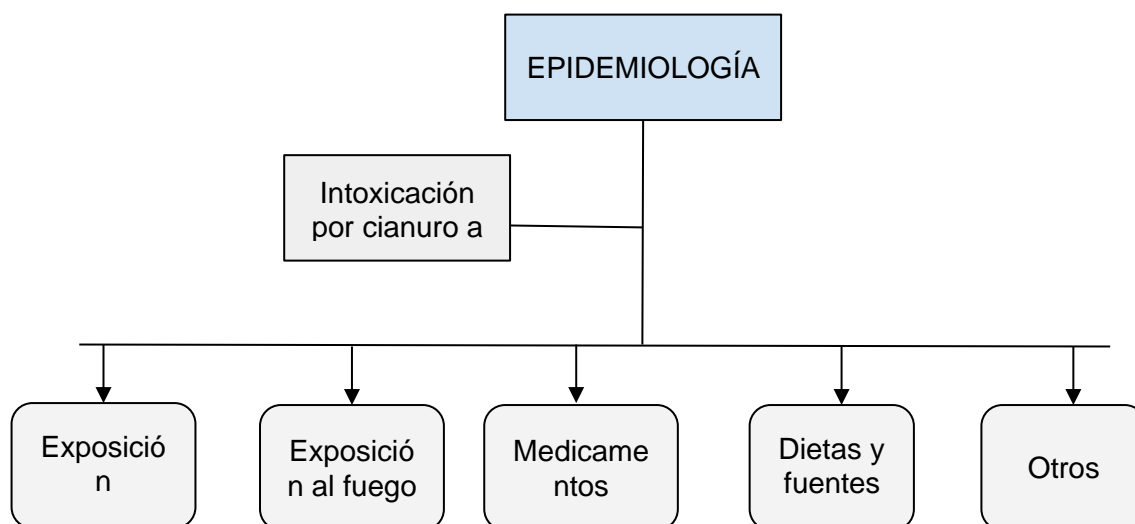 EPIDEMIOLOGÍA
Intoxicación
por cianuro a
Exposició
n
Exposició
n al fuego
Medicame
ntos
Dietas y
fuentes
Otros